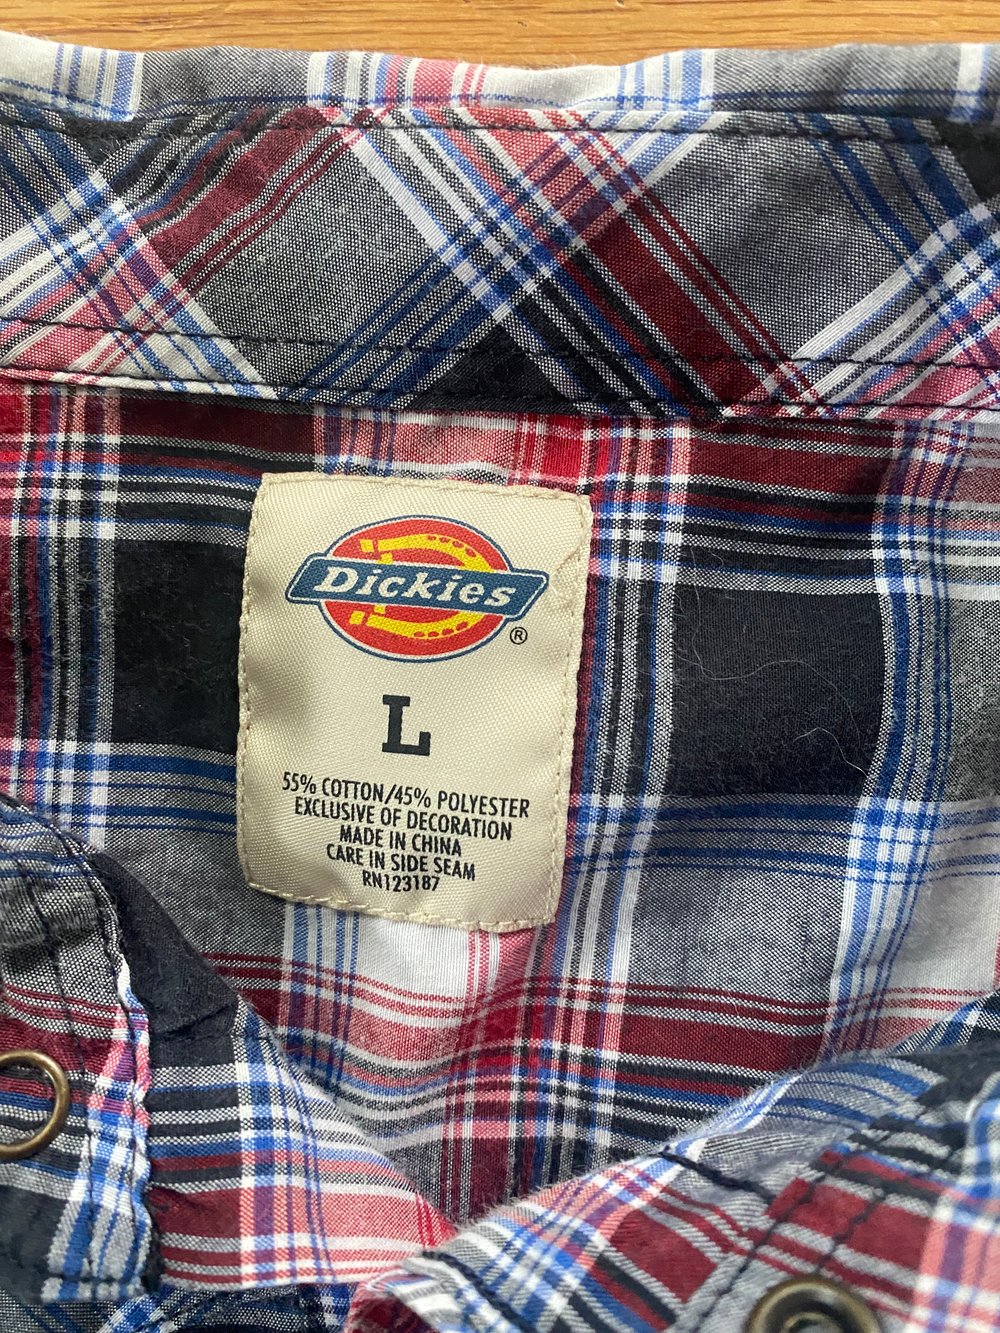 Dickies
®
L
55% COTTON/45% POLYESTER
EXCLUSIVE OF DECORATION
MADE IN CHINA
CARE IN SIDE SEAM
RN123187